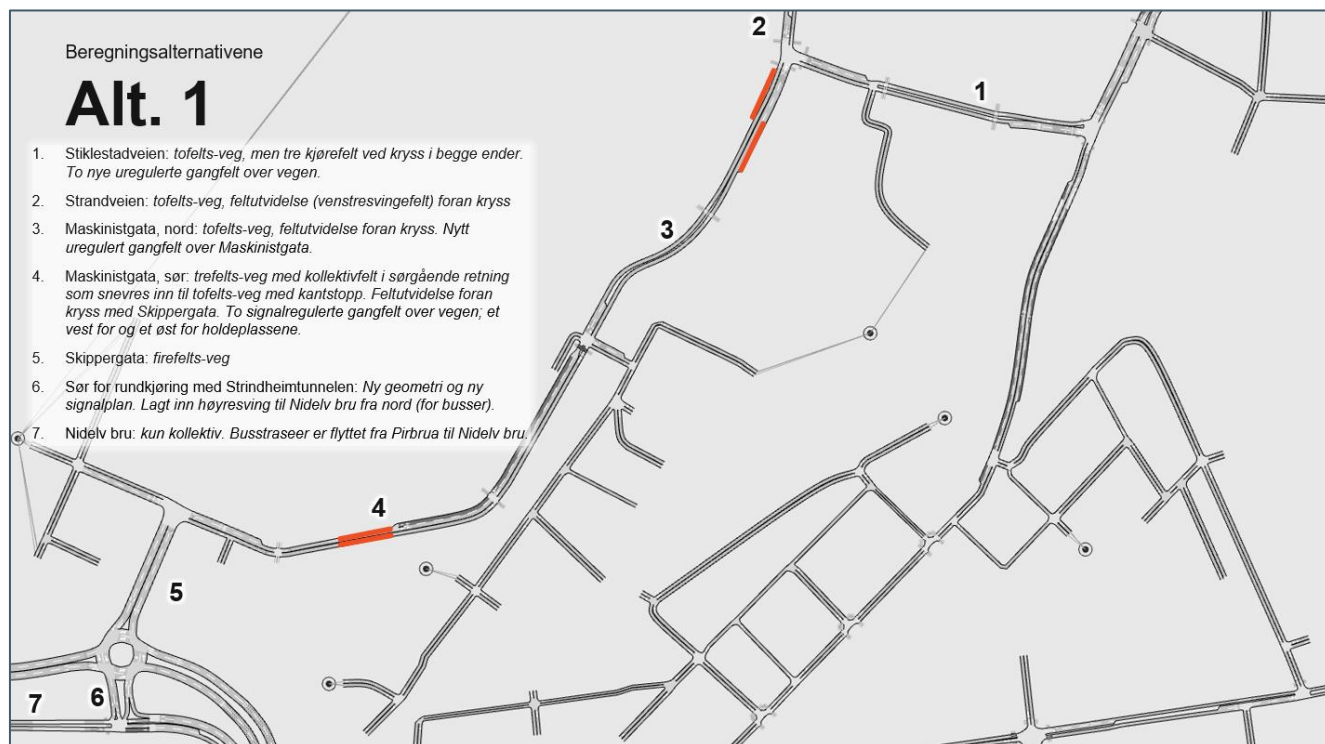 Beregningsalternativene
Alt. 1
1. Stiklestadveien: tofelts-veg, men tre kjørefelt ved kryss i begge ender.
To nye uregulerte gangfelt over vegen.
2. Strandveien: tofelts-veg, feltutvidelse (venstresvingefelt) foran kryss
3. Maskinistgata, nord: tofelts-veg, feltutvidelse foran kryss. Nytt
uregulert gangfelt over Maskinistgata.
4. Maskinistgata, sør: trefelts-veg med kollektivfelt i sørgående retning
som snevres inn til tofelts-veg med kantstopp. Feltutvidelse foran
kryss med Skippergata. To signalregulerte gangfelt over vegen; et
vest for og et øst for holdeplassene.
5. Skippergata: firefelts-veg
6. Sør for rundkjøring med Strindheimtunnelen: Ny geometri og ny
signalplan. Lagt inn høyresving til Nidelv bru fra nord (for busser).
7. Nidelv bru: kun kollektiv. Busstraseer er flyttet fra Pirbrua til Nidelv bru.
2
1
3
4
5
6
7